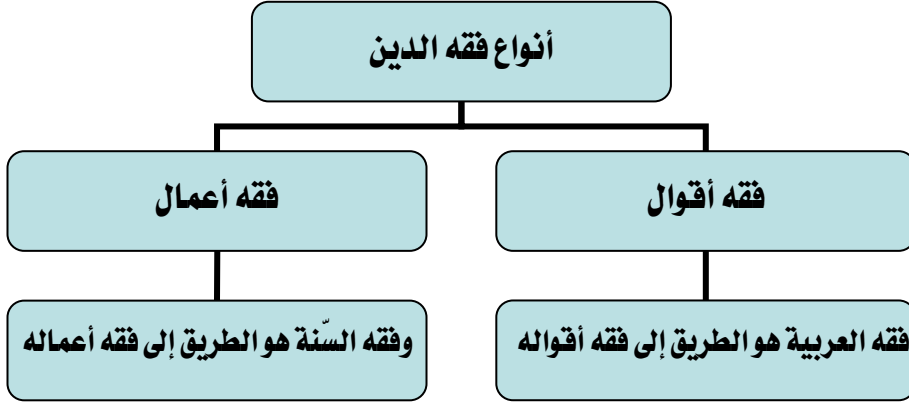 أنواع فقه الدين
فقه أقوال
فقه أعمال
فقه العربية هو الطريق إلى فقه أقواله
وفقه السّنة هو الطريق إلى فقه أعماله